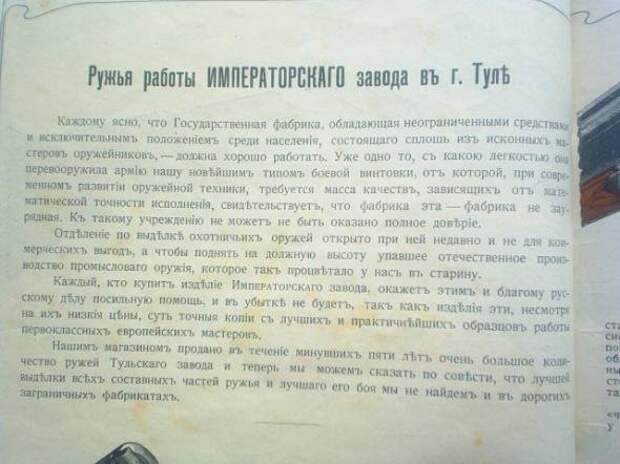 Ружья работы ИМПЕРАТОРСКАГО завода въ г. Тулѣ
Каждому ясно, что Государственная фабрика, обладающая неограниченными средствами
и исключительнымъ положеніемъ среди населенія, состоящаго сплошь изъ исконныхъ ма-
стеровъ оружейниковъ, — должна хорошо работать. Уже одно то, съ какою легкостью она
перевооружила армію нашу новѣйшимъ типомъ боевой винтовки, отъ которой, при совре-
менномъ развитіи оружейной техники, требуется масса качествъ, зависящихъ отъ мате-
матической точности исполненія, свидѣтельствуетъ, что фабрика эта — фабрика не зау-
рядная. Къ такому учрежденію не можетъ не быть оказано полное довѣріе.
Отдѣленіе по выдѣлкѣ охотничьихъ оружей открыто при ней недавно и не для ком-
мерческихъ выгодъ, а чтобы поднять на должную высоту упавшее отечественное произ-
водство промысловаго оружія, которое такъ процвѣтало у насъ въ старину.
Каждый, кто купитъ издѣліе Императорскаго завода, окажетъ этимъ и благому рус-
скому дѣлу посильную помощь, и въ убыткѣ не будетъ, такъ какъ издѣлія эти, несмотря
на ихъ низкія цѣны, суть точныя копіи съ лучшихъ и практичнѣйшихъ образцовъ работы
первоклассныхъ европейскихъ мастеровъ.
Нашимъ магазиномъ продано въ теченіе минувшихъ пяти лѣтъ очень большое коли-
чество ружей Тульскаго завода и теперь мы можемъ сказать по совѣсти, что лучшей
выдѣлки всѣхъ составныхъ частей ружья и лучшаго его боя мы не найдемъ и въ дорогихъ
заграничныхъ фабрикатахъ.